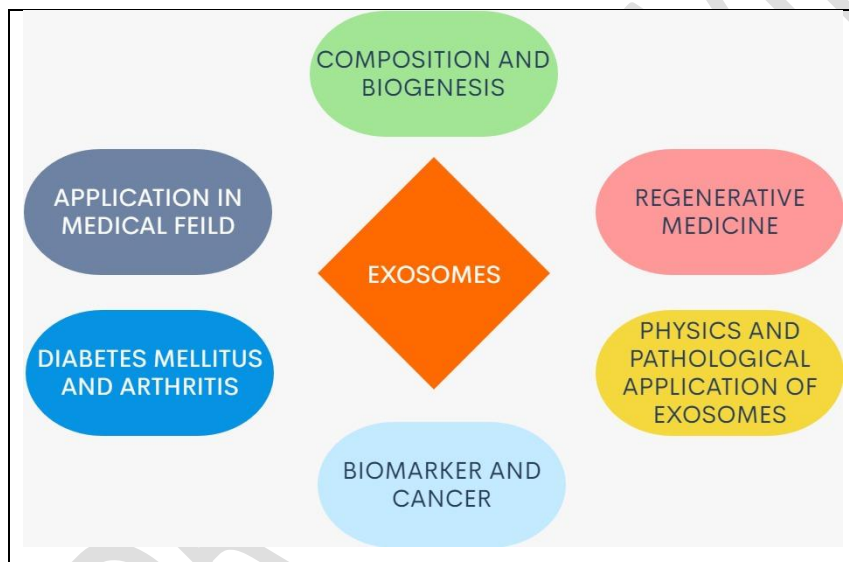 COMPOSITION AND
BIOGENESIS
APPLICATION IN
MEDICAL FEILD
REGENERATIVE
MEDICINE
EXOSOMES
DIABETES MELLITUS
AND ARTHRITIS
PHYSICS AND
PATHOLOGICAL
APPLICATION OF
EXOSOMES
BIOMARKER AND
CANCER